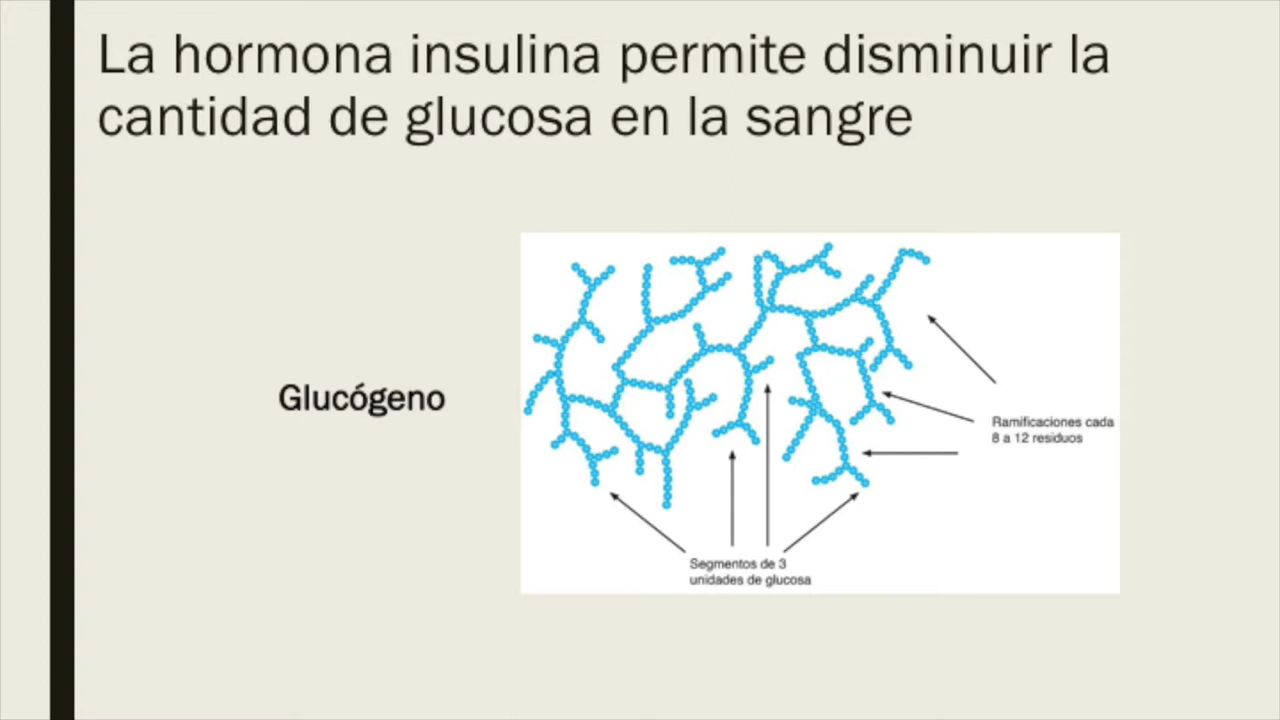 La hormona insulina permite disminuir la
cantidad de glucosa en la sangre
Glucógeno
Ramificaciones cada
8 a 12 residuos
Segmentos de 3
unidades de glucosa